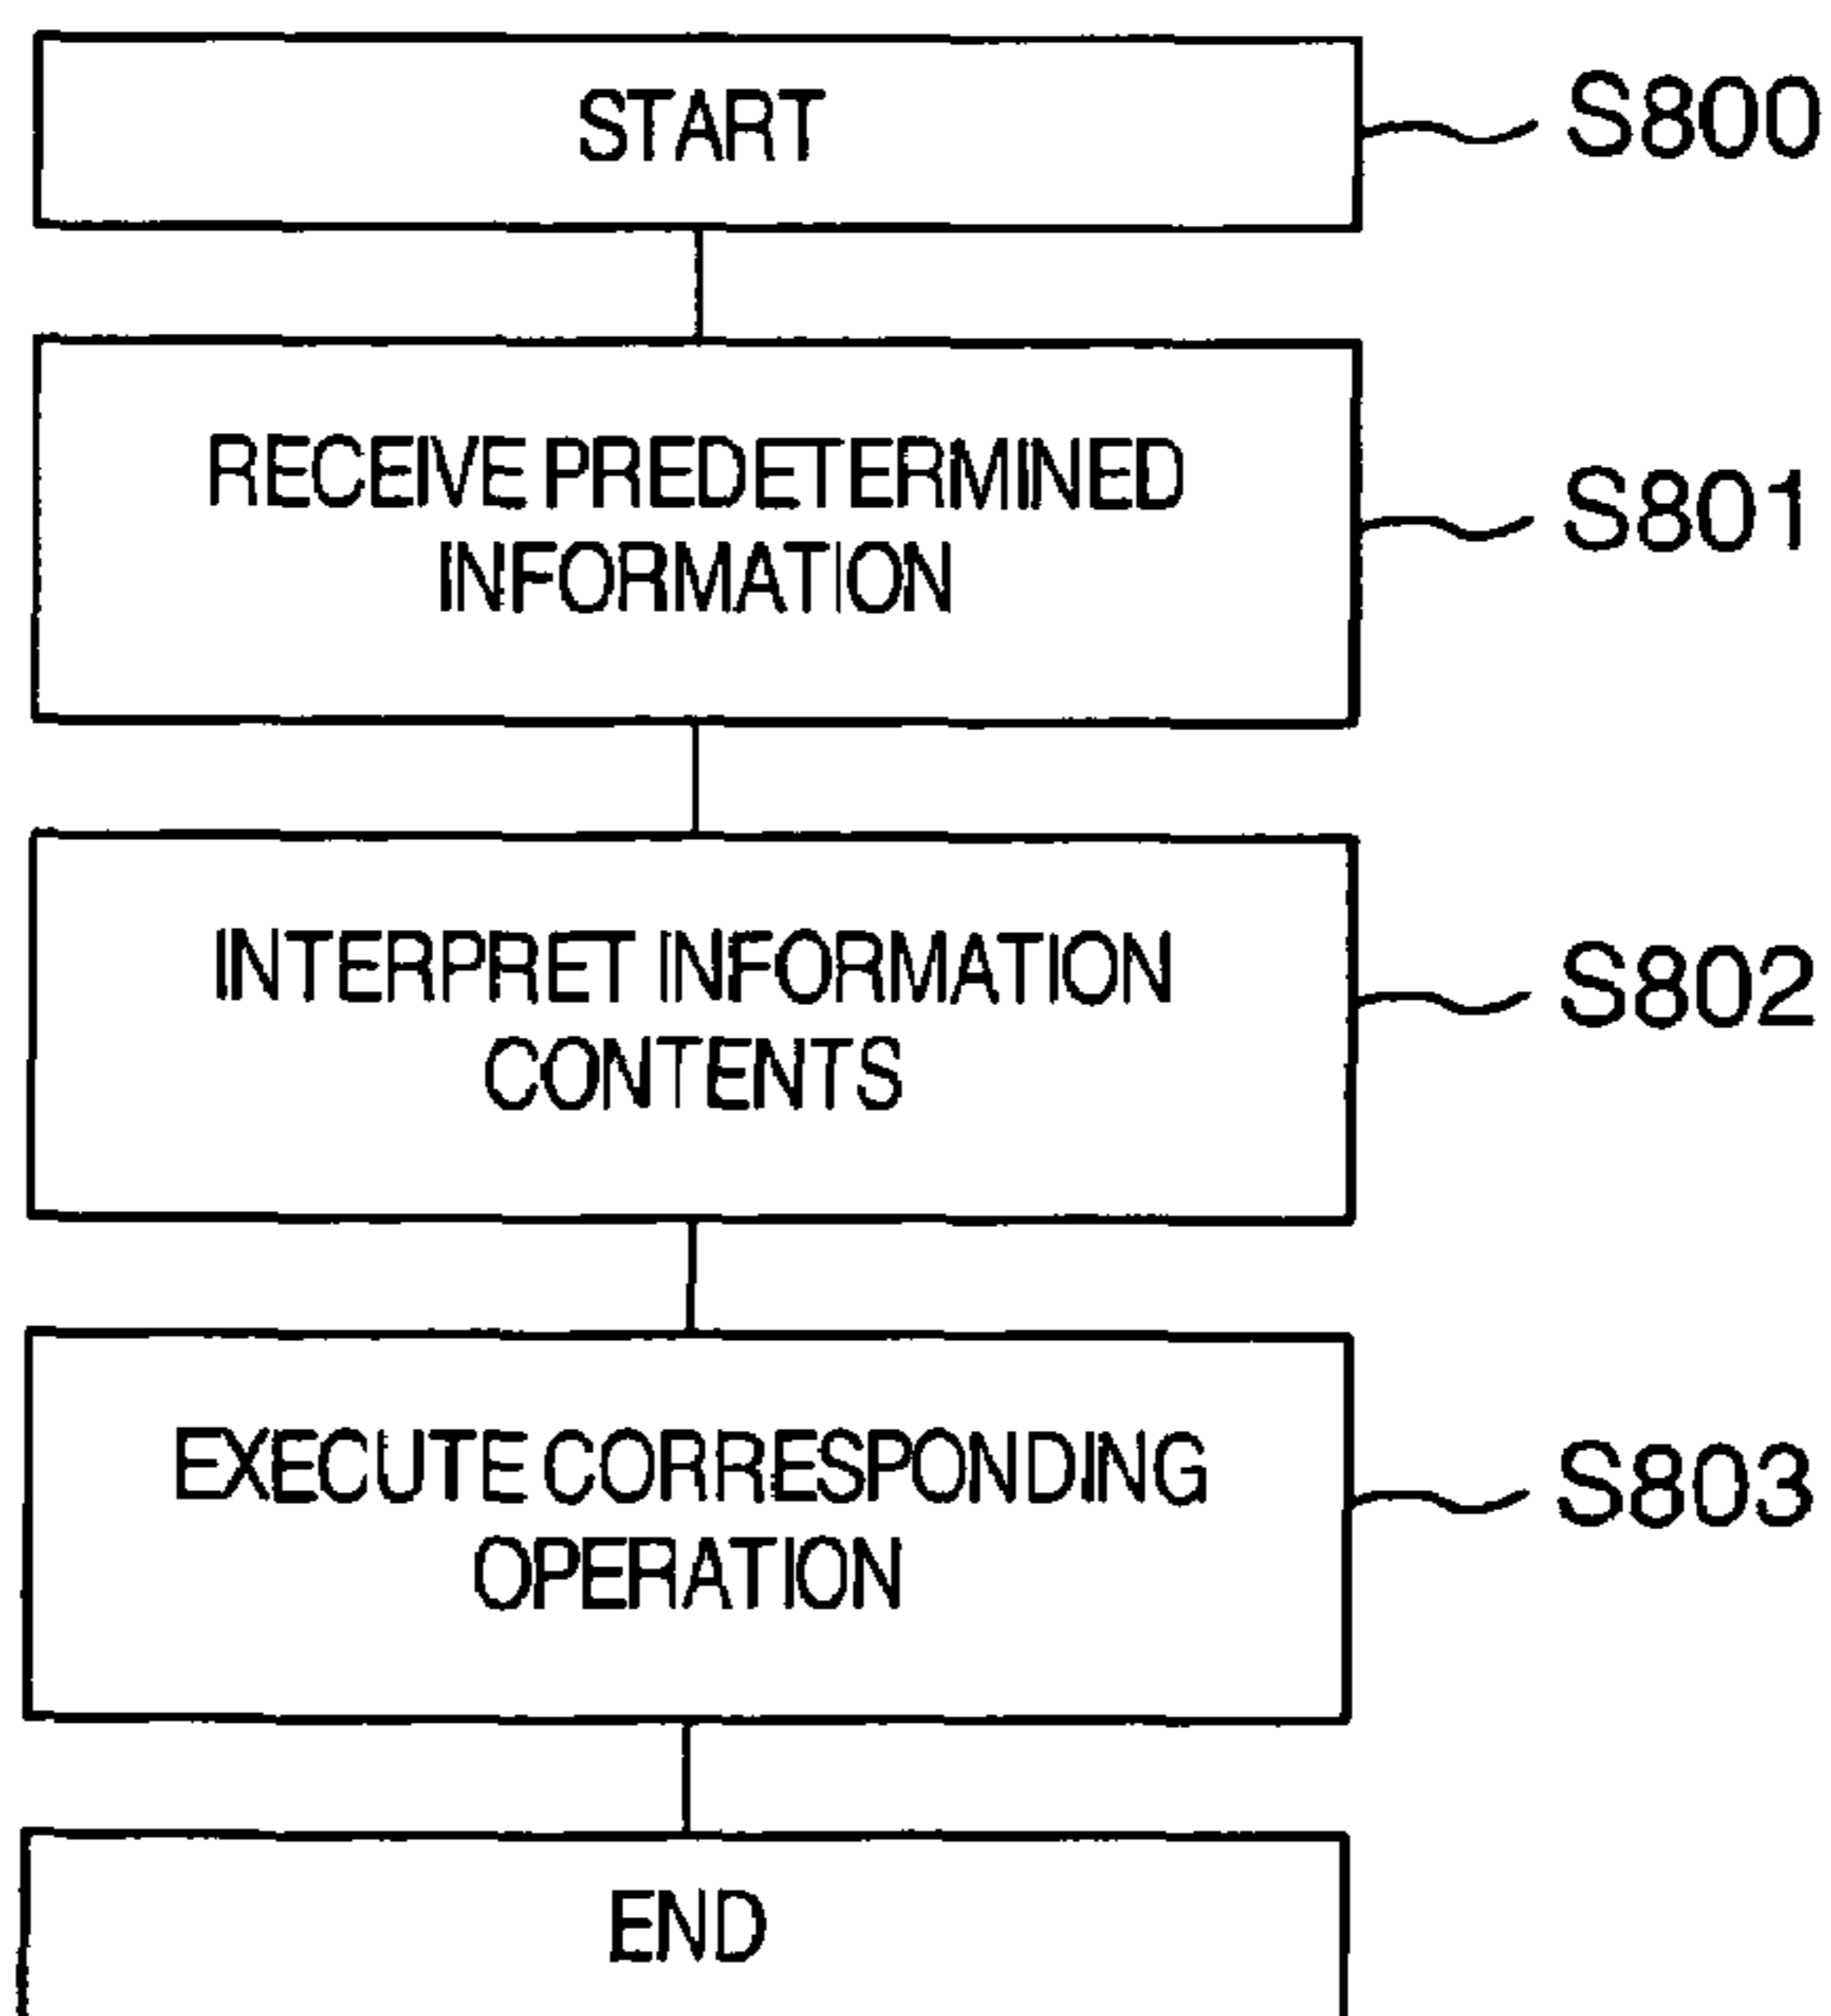 START
S800
RECEIVE PREDETERMINED
INFORMATION
S801
INTERPRET INFORMATION
CONTENTS
S802
EXECUTE CORRESPONDING
OPERATION
S803
END